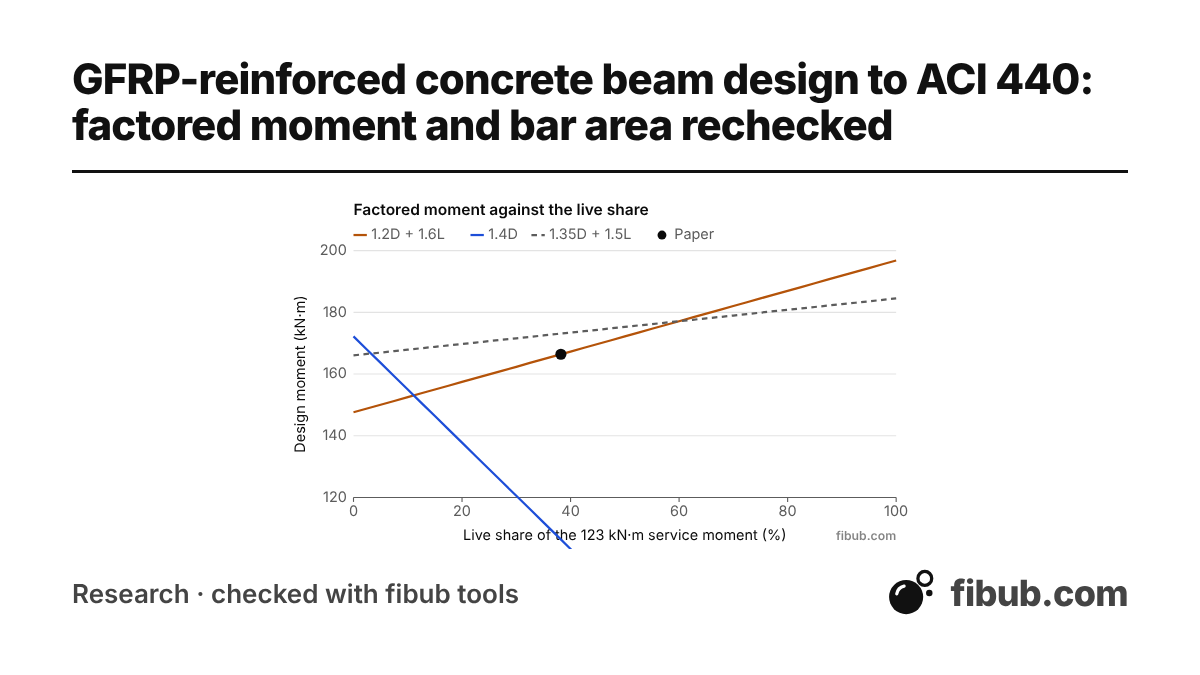 GFRP-reinforced concrete beam design to ACI 440:
factored moment and bar area rechecked
Factored moment against the live share
1.2D + 1.6L 1.4D 1.35D + 1.5L Paper
Design moment (kN·m)
200
180
160
140
120
0 20 40 60 80 100
Live share of the 123 kN·m service moment (%)
fibub.com
Research · checked with fibub tools
fibub.com